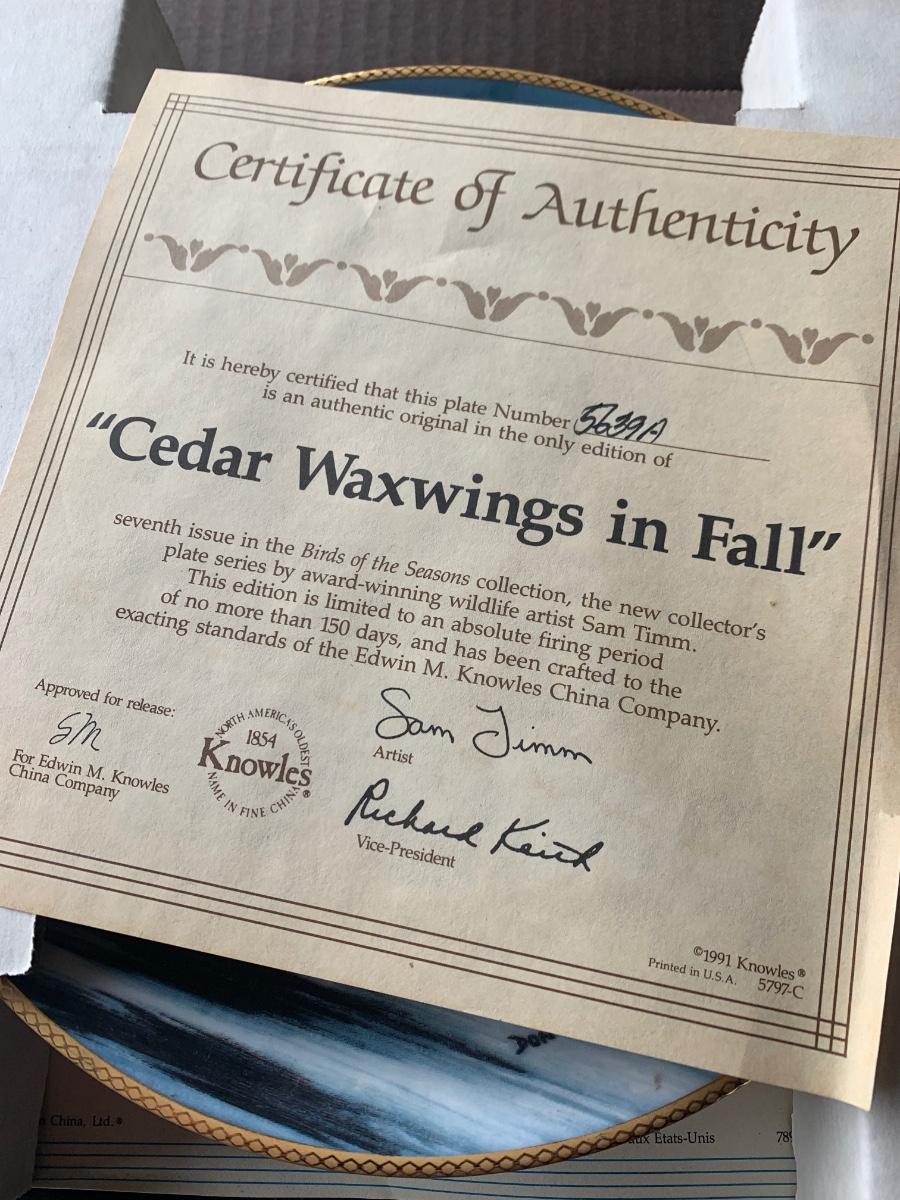 Certificate of Authenticity
It is hereby certified that this plate Number 5639A
is an authentic original in the only edition of
“Cedar Waxwings in Fall”
seventh issue in the Birds of the Seasons collection, the new collector's
plate series by award-winning wildlife artist Sam Timm.
This edition is limited to an absolute firing period
of no more than 150 days, and has been crafted to the
exacting standards of the Edwin M. Knowles China Company.
Approved for release:
SM
For Edwin M. Knowles
China Company
NORTH AMERICA'S OLDEST
1854
Knowles®
NAME IN FINE CHINA
Sam Timm
Artist
Richard Keith
Vice-President
©1991 Knowles®
Printed in U.S.A. 5797-C
China, Ltd.®
aux Etats-Unis